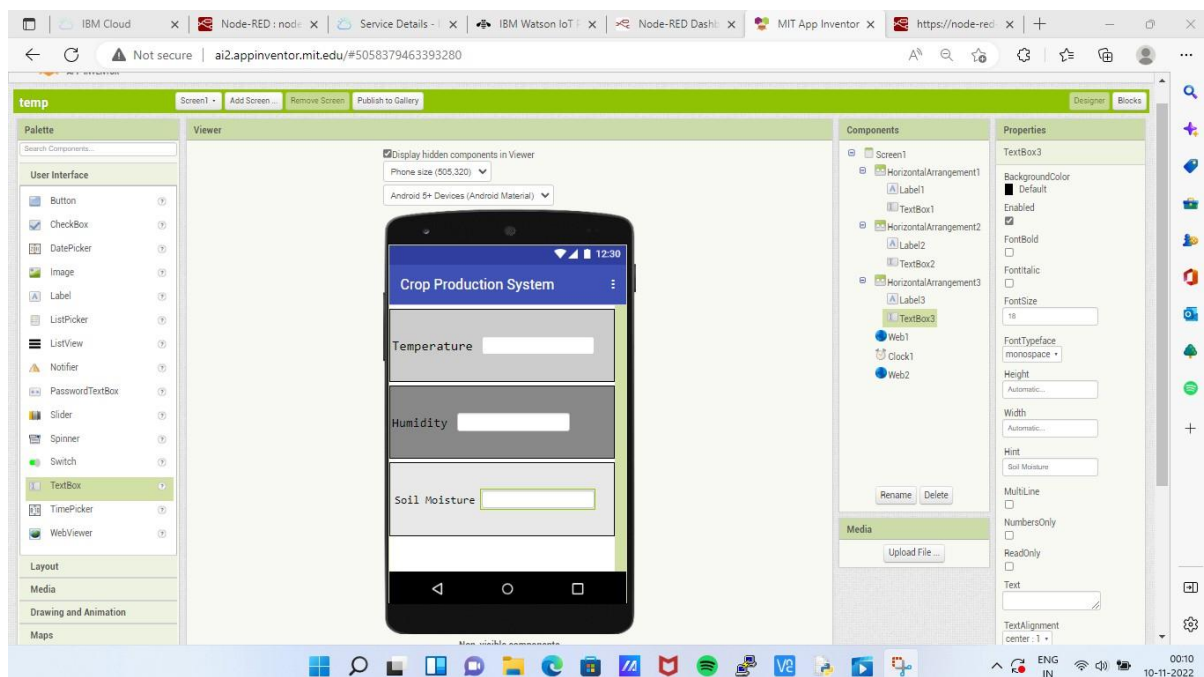 IBM Cloud
Node-RED : node
Service Details -
IBM Watson IoT
Node-RED Dash
MIT App Inventor
https://node-red
Not secure
ai2.appinventor.mit.edu/#5058379463393280
temp
Screen1
Add Screen ...
Remove Screen
Publish to Gallery
Designer
Blocks
Palette
Search Components...
User Interface
Button
CheckBox
DatePicker
Image
Label
ListPicker
ListView
Notifier
PasswordTextBox
Slider
Spinner
Switch
TextBox
TimePicker
WebViewer
Layout
Media
Drawing and Animation
Maps
Viewer
Display hidden components in Viewer
Phone size (505,320)
Android 5+ Devices (Android Material)
12:30
Crop Production System
Temperature
Humidity
Soil Moisture
Non-visible components
Components
Screen1
HorizontalArrangement1
Label1
TextBox1
HorizontalArrangement2
Label2
TextBox2
HorizontalArrangement3
Label3
TextBox3
Web1
Clock1
Web2
Rename
Delete
Media
Upload File ...
Properties
TextBox3
BackgroundColor
Default
Enabled
FontBold
FontItalic
FontSize
18
FontTypeface
monospace
Height
Automatic...
Width
Automatic...
Hint
Soil Moisture
MultiLine
NumbersOnly
ReadOnly
Text
TextAlignment
center : 1
ENG
IN
00:10
10-11-2022